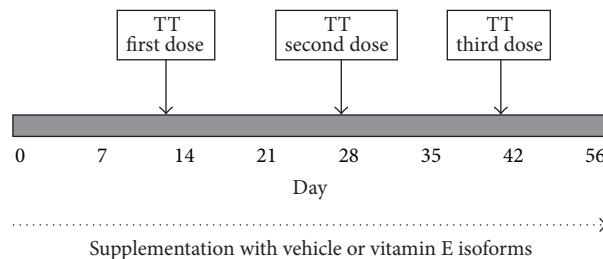 TT
first dose
TT
second dose
TT
third dose
0 7 14 21 28 35 42 56
Day
Supplementation with vehicle or vitamin E isoforms